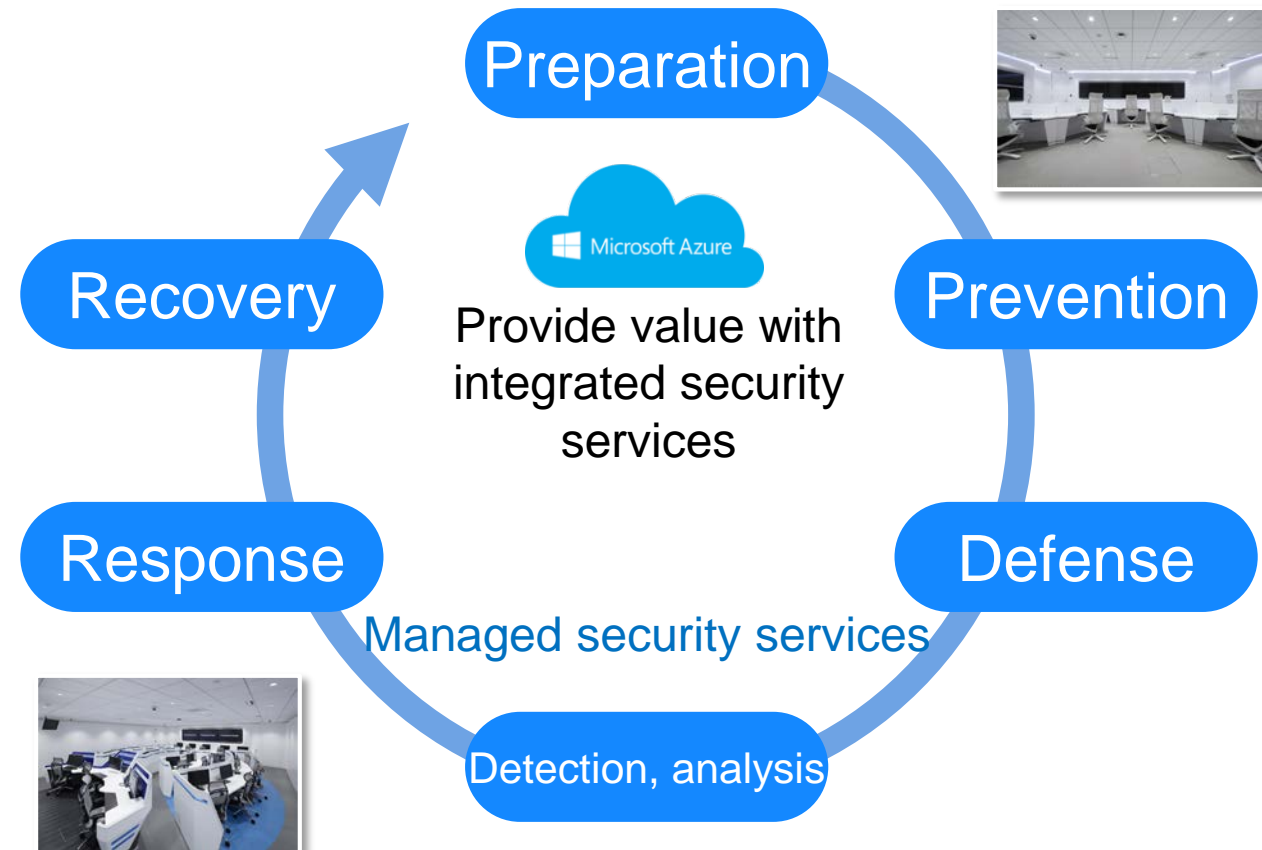 Preparation
Microsoft Azure
Recovery
Prevention
Provide value with
integrated security
services
Response
Defense
Managed security services
Detection, analysis